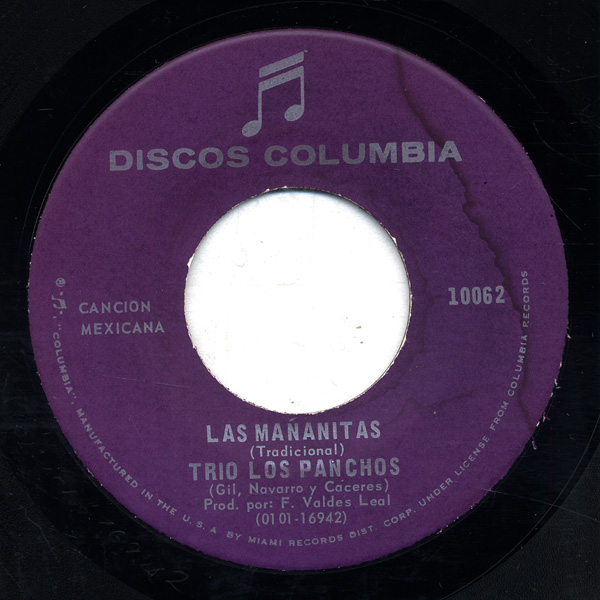 DISCOS COLUMBIA
CANCION
MEXICANA
10062
LAS MAÑANITAS
(Tradicional)
TRIO LOS PANCHOS
(Gil, Navarro y Caceres)
Prod. por: F. Valdes Leal
(0101-16942)
"COLUMBIA". MANUFACTURED IN THE U.S.A. BY MIAMI RECORDS DIST. CORP. UNDER LICENSE FROM COLUMBIA RECORDS